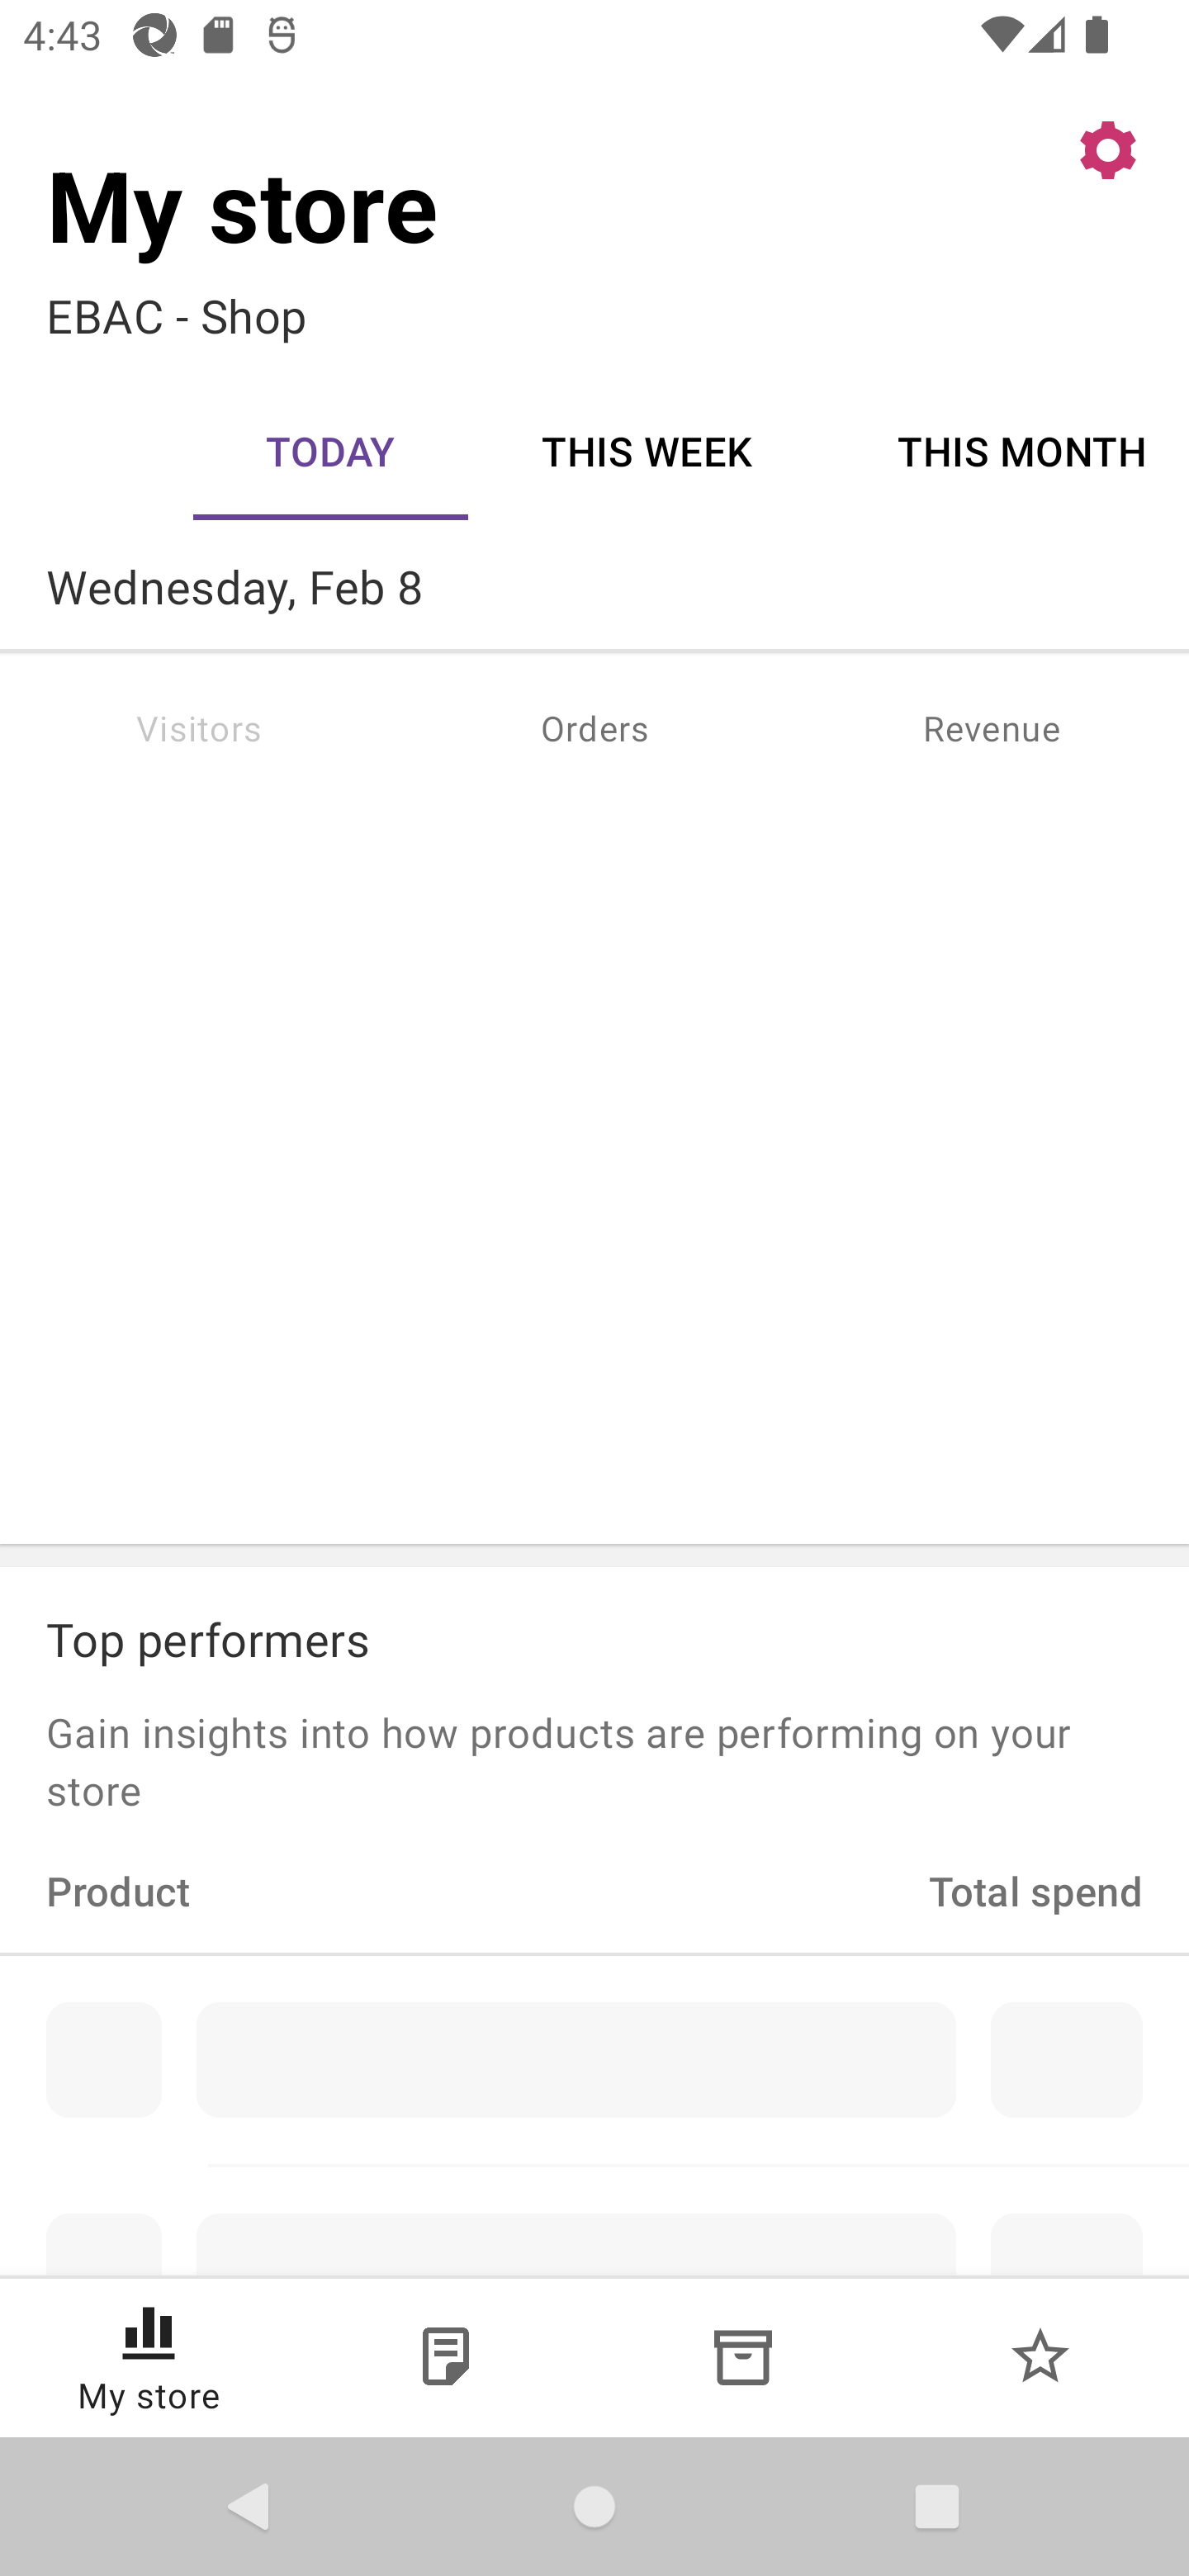 4:43
My store
EBAC - Shop
TODAY THIS WEEK THIS MONTH
Wednesday, Feb 8
Visitors Orders Revenue
Top performers
Gain insights into how products are performing on your
store
Product Total spend
My store